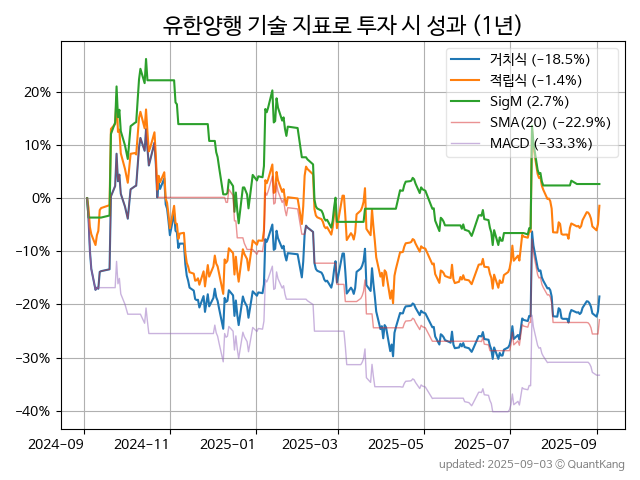 유한양행 기술 지표로 투자 시 성과 (1년)
거치식 (−18.5%)
적립식 (−1.4%)
SigM (2.7%)
SMA(20) (−22.9%)
MACD (−33.3%)
20%
10%
0%
−10%
−20%
−30%
−40%
2024-09 2024-11 2025-01 2025-03 2025-05 2025-07 2025-09
updated: 2025-09-03 © QuantKang